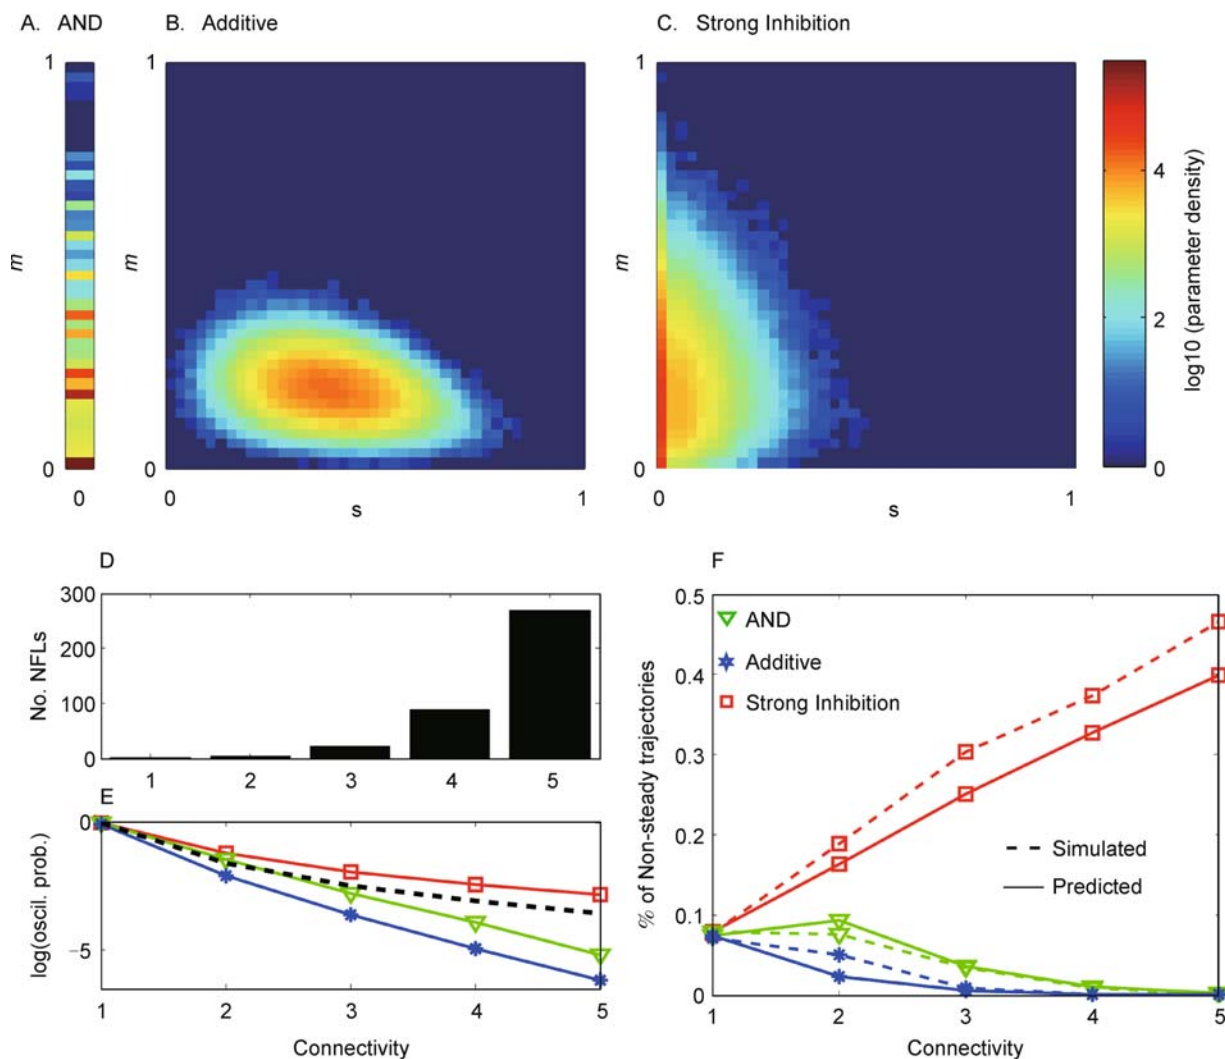 A. AND
B. Additive
C. Strong Inhibition
1
m
0
0
1
m
0
0
s
1
1
m
0
0
s
1
4
2
0
log10 (parameter density)
D
300
200
100
0
No. NFLs
1 2 3 4 5
E
0
−5
log(oscil. prob.)
1 2 3 4 5
Connectivity
F
0.5
0.4
0.3
0.2
0.1
0
% of Non-steady trajectories
AND
Additive
Strong Inhibition
Simulated
Predicted
1 2 3 4 5
Connectivity